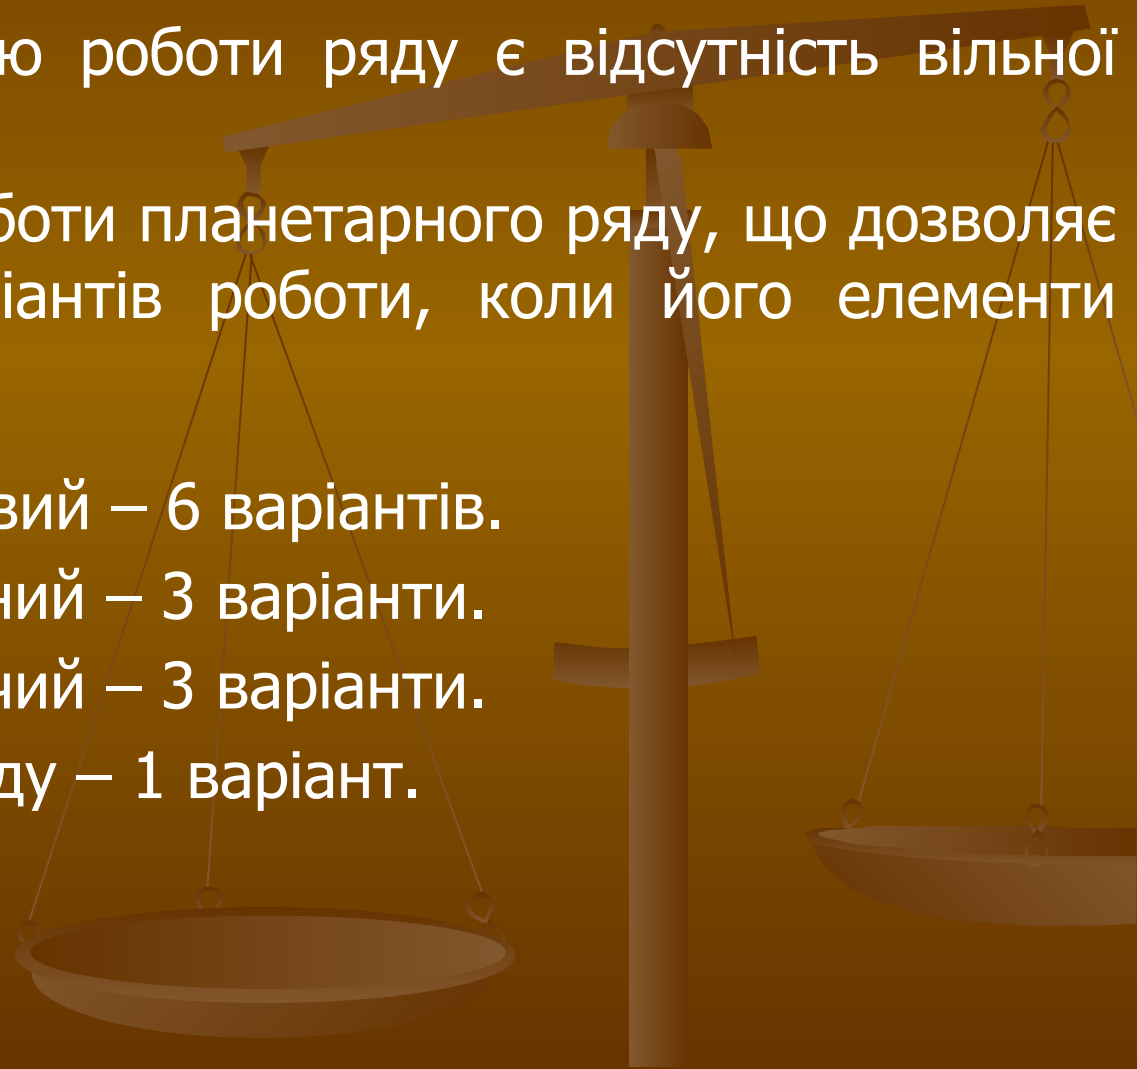 ю роботи ряду є відсутність вільної
боти планетарного ряду, що дозволяє
іантів роботи, коли його елементи
вий – 6 варіантів.
ний – 3 варіанти.
чий – 3 варіанти.
ду – 1 варіант.